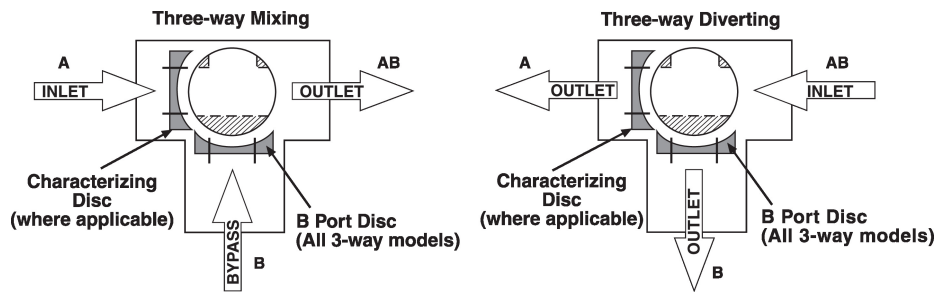 Three-way Mixing
A
INLET
AB
OUTLET
Characterizing
Disc
(where applicable)
BYPASS
B
B Port Disc
(All 3-way models)
Three-way Diverting
A
OUTLET
AB
INLET
Characterizing
Disc
(where applicable)
OUTLET
B
B Port Disc
(All 3-way models)